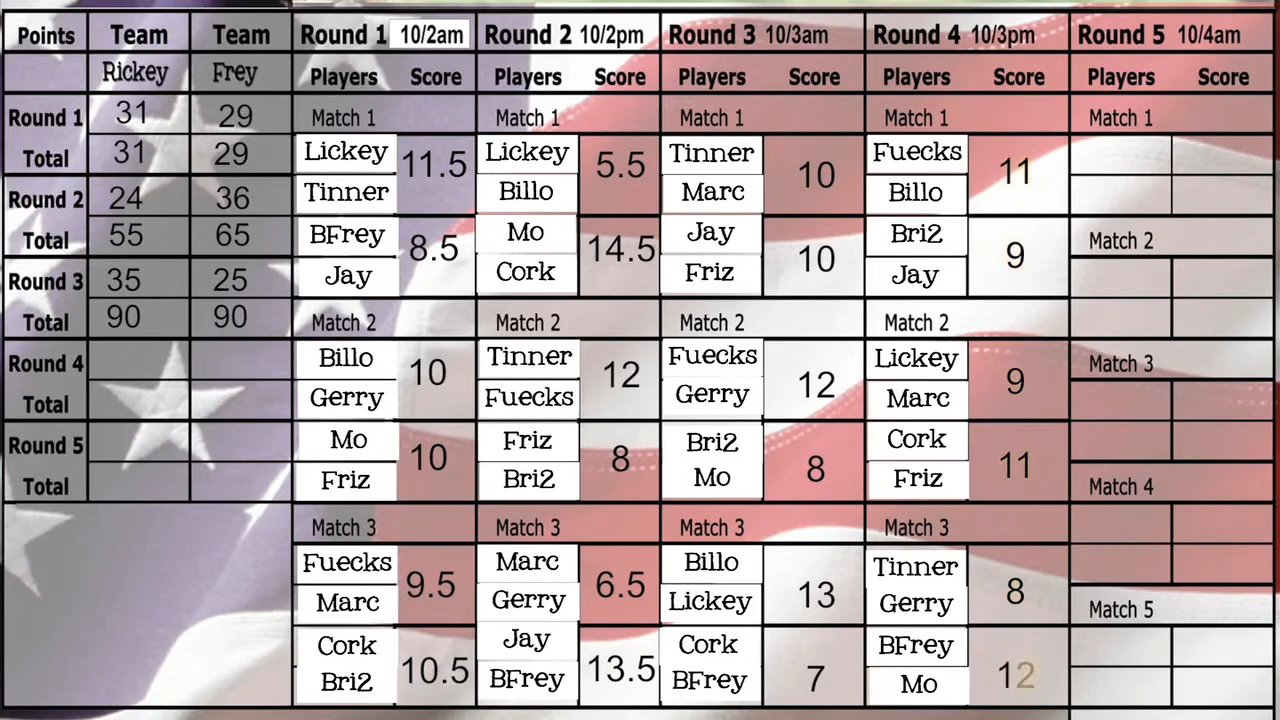 Points Team Team Round 1 10/2am Round 2 10/2pm Round 3 10/3am Round 4 10/3pm Round 5 10/4am
Rickey Frey Players Score Players Score Players Score Players Score Players Score
Round 1 31 29 Match 1 Match 1 Match 1 Match 1 Match 1
Total 31 29 Lickey 11.5 Lickey 5.5 Tinner 10 Fuecks 11
Round 2 24 36 Tinner Billo Marc Billo
Total 55 65 BFrey 8.5 Mo 14.5 Jay 10 Bri2 9 Match 2
Round 3 35 25 Jay Cork Friz Jay
Total 90 90 Match 2 Match 2 Match 2 Match 2
Round 4 Billo 10 Tinner 12 Fuecks 12 Lickey 9 Match 3
Total Gerry Fuecks Gerry Marc
Round 5 Mo 10 Friz 8 Bri2 8 Cork 11
Total Friz Bri2 Mo Friz Match 4
Match 3 Match 3 Match 3 Match 3
Fuecks 9.5 Marc 6.5 Billo 13 Tinner 8
Marc Gerry Lickey Gerry Match 5
Cork 10.5 Jay 13.5 Cork 7 BFrey 12
Bri2 BFrey BFrey Mo